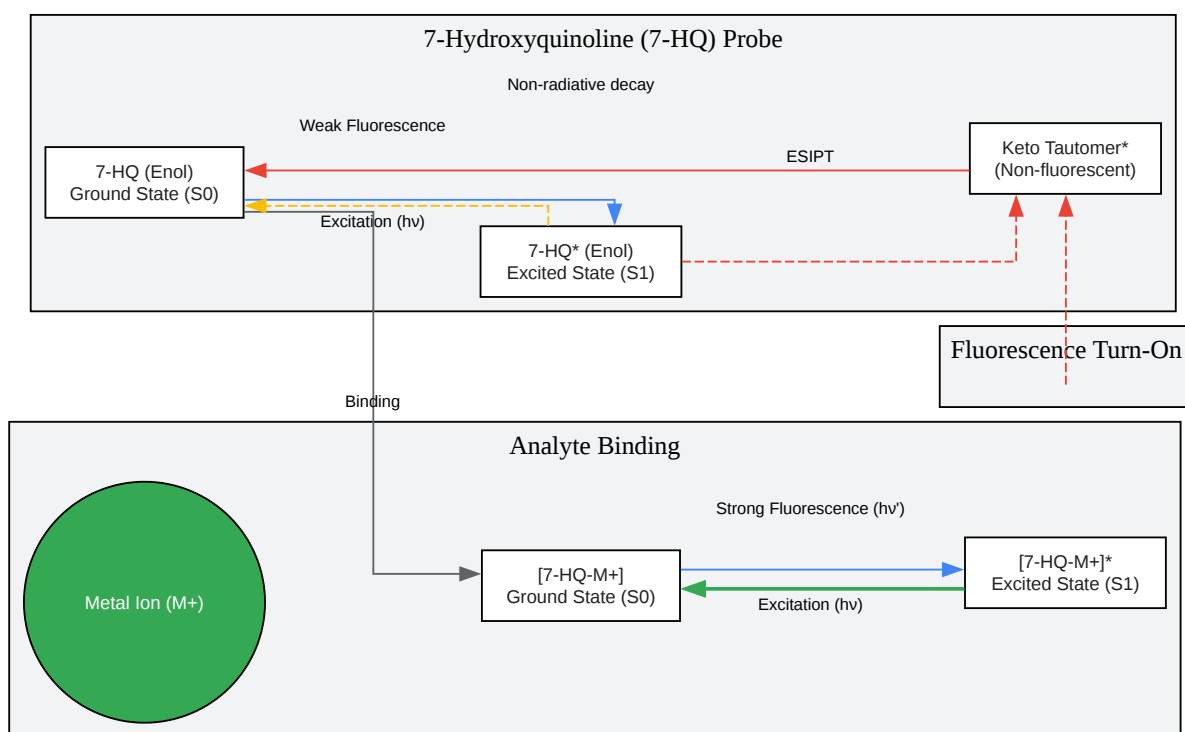 7-Hydroxyquinoline (7-HQ) Probe
Non-radiative decay
Weak Fluorescence
ESIPT
Keto Tautomer*
(Non-fluorescent)
7-HQ (Enol)
Ground State (S0)
Excitation (hν)
7-HQ* (Enol)
Excited State (S1)
Fluorescence Turn-On
Binding
Analyte Binding
Strong Fluorescence (hν')
[7-HQ-M+]
Ground State (S0)
[7-HQ-M+]*
Excited State (S1)
Excitation (hν)
Metal Ion (M+)